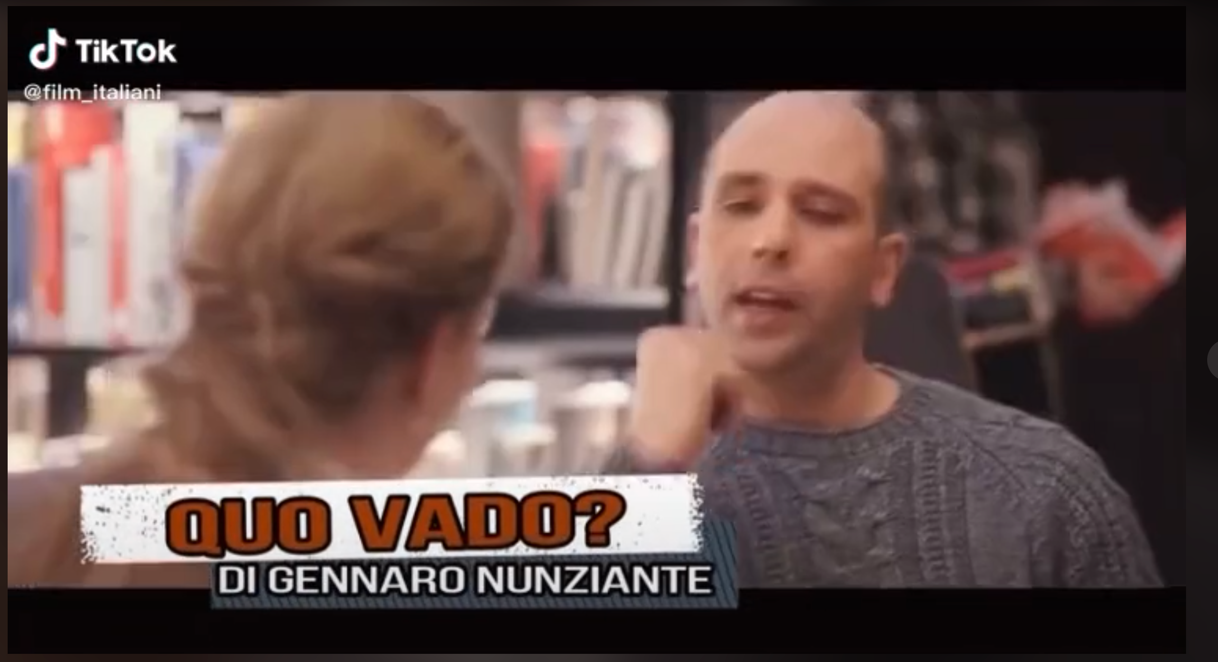 TikTok
@film_italiani
QUO VADO?
DI GENNARO NUNZIANTE